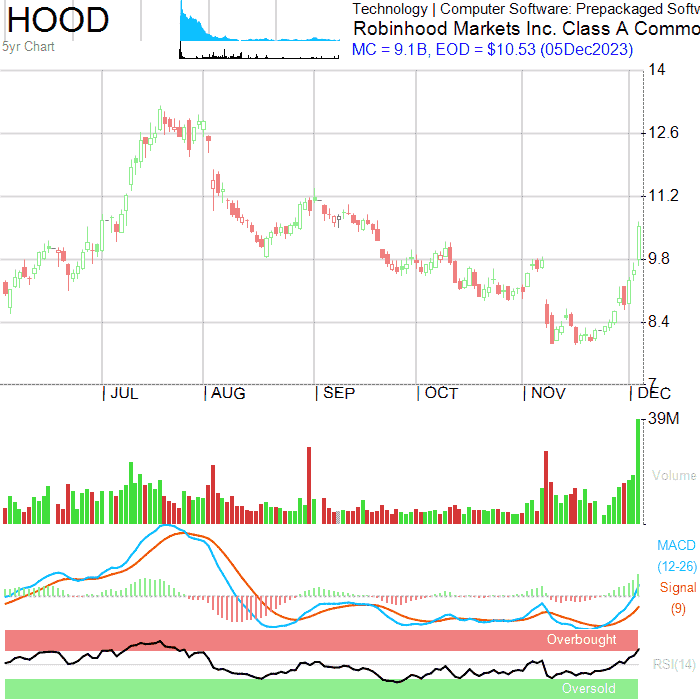 HOOD
5yr Chart
Technology | Computer Software: Prepackaged Softw
Robinhood Markets Inc. Class A Commo
MC = 9.1B, EOD = $10.53 (05Dec2023)
14
12.6
11.2
9.8
8.4
7
| JUL | AUG | SEP | OCT | NOV | DEC
39M
Volume
MACD
(12-26)
Signal
(9)
Overbought
RSI(14)
Oversold